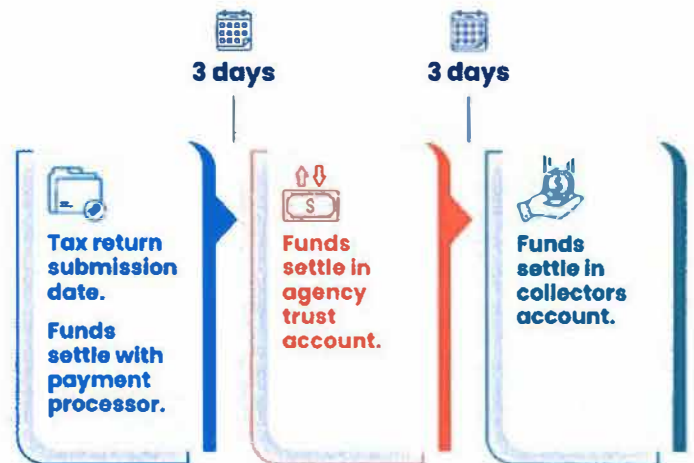 3 days
3 days
Tax return
submission
date.
Funds
settle with
payment
processor.
$
Funds
settle in
agency
trust
account.
$
Funds
settle in
collectors
account.